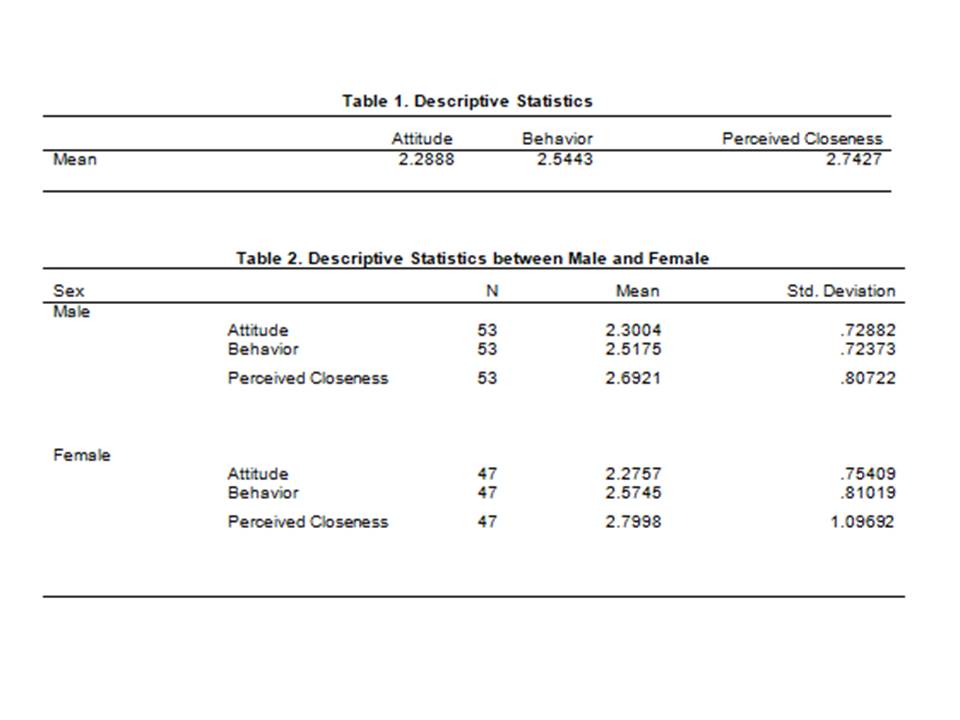 Table 1. Descriptive Statistics
Attitude Behavior Perceived Closeness
Mean 2.2888 2.5443 2.7427
Table 2. Descriptive Statistics between Male and Female
Sex N Mean Std. Deviation
Male
Attitude 53 2.3004 .72882
Behavior 53 2.5175 .72373
Perceived Closeness 53 2.6921 .80722
Female
Attitude 47 2.2757 .75409
Behavior 47 2.5745 .81019
Perceived Closeness 47 2.7998 1.09692